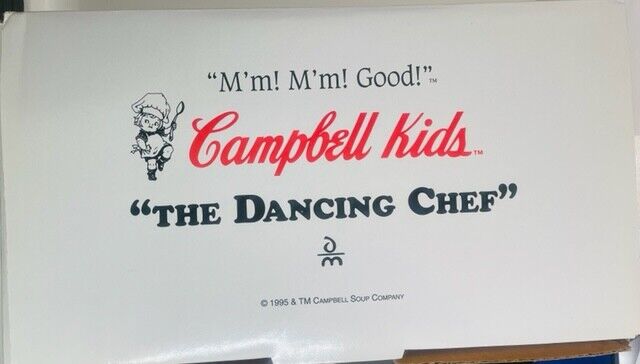 "M'm! M'm! Good!"™
Campbell Kids™
"THE DANCING CHEF"
© 1995 & TM CAMPBELL SOUP COMPANY